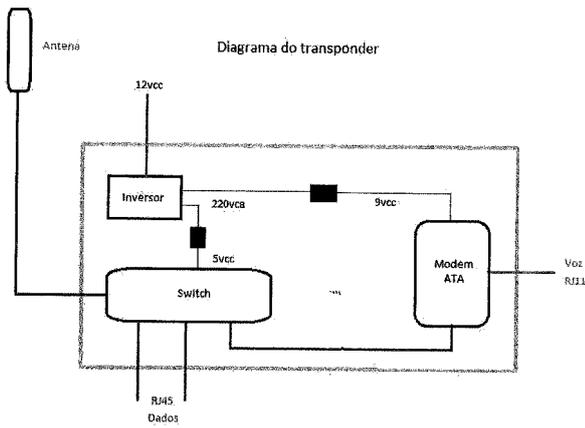 Antena
Diagrama do transponder
12vcc
Inversor
220vca
9vcc
5vcc
Switch
Modem
ATA
Voz
RJ11
RJ45
Dados